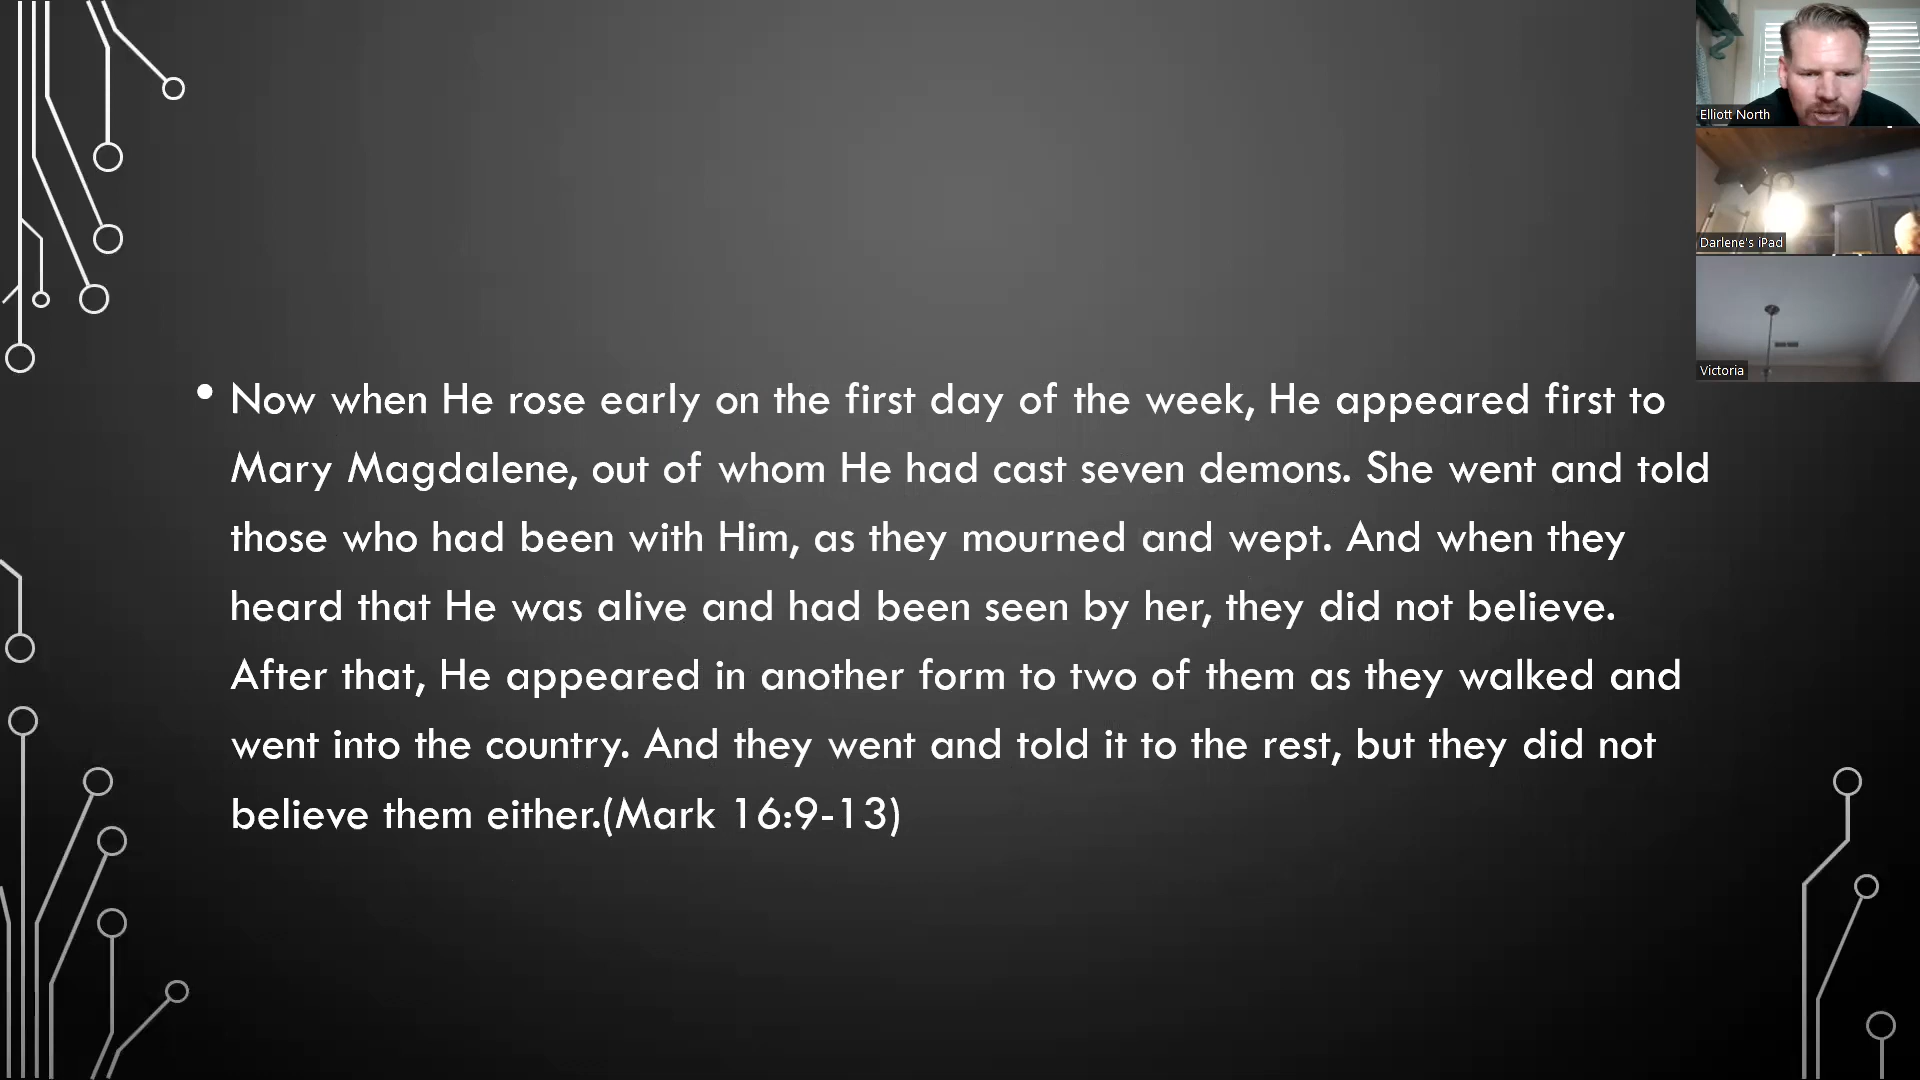 Elliott North
Darlene's iPad
Victoria
• Now when He rose early on the first day of the week, He appeared first to
Mary Magdalene, out of whom He had cast seven demons. She went and told
those who had been with Him, as they mourned and wept. And when they
heard that He was alive and had been seen by her, they did not believe.
After that, He appeared in another form to two of them as they walked and
went into the country. And they went and told it to the rest, but they did not
believe them either.(Mark 16:9-13)